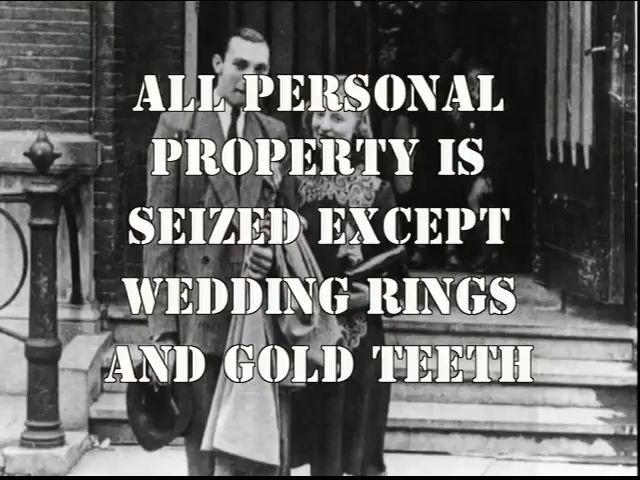 ALL PERSONAL
PROPERTY IS
SEIZED EXCEPT
WEDDING RINGS
AND GOLD TEETH